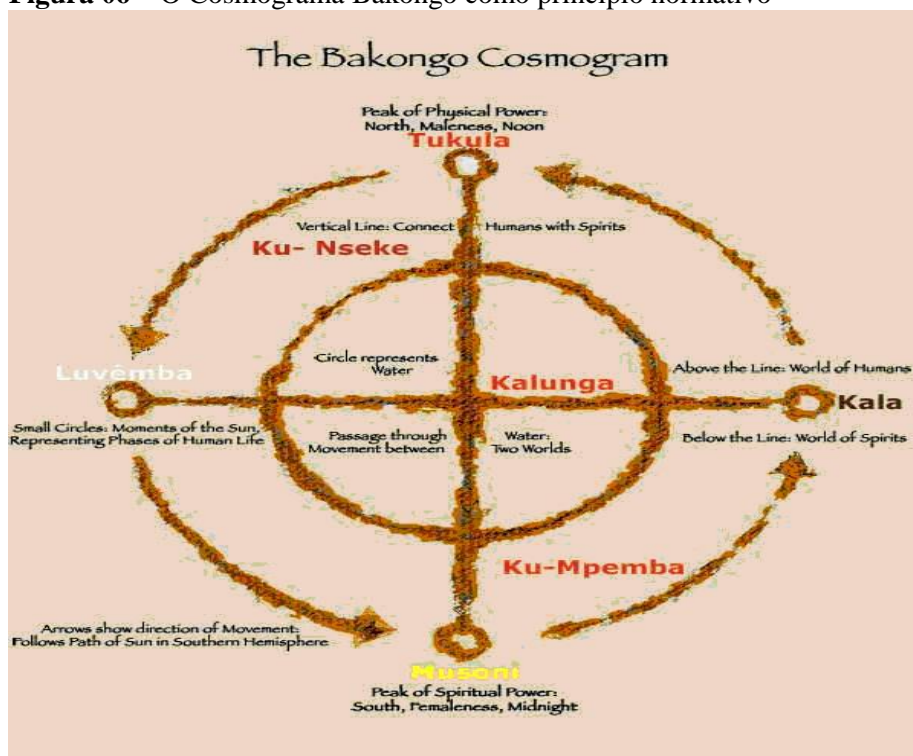 Figura 06 – O Cosmograma Bakongo como princípio normativo
The Bakongo Cosmogram
Peak of Physical Power:
North, Maleness, Noon
Tukula
Vertical Line: Connect Humans with Spirits
Ku- Nseke
Circle represents
Water
Luvêmba
Kalunga
Above the Line: World of Humans
Kala
Small Circles: Moments of the Sun,
Representing Phases of Human Life
Passage through Water:
Movement between Two Worlds
Below the Line: World of Spirits
Ku-Mpemba
Arrows show direction of Movement:
Follows Path of Sun in Southern Hemisphere
Musoni
Peak of Spiritual Power:
South, Femaleness, Midnight